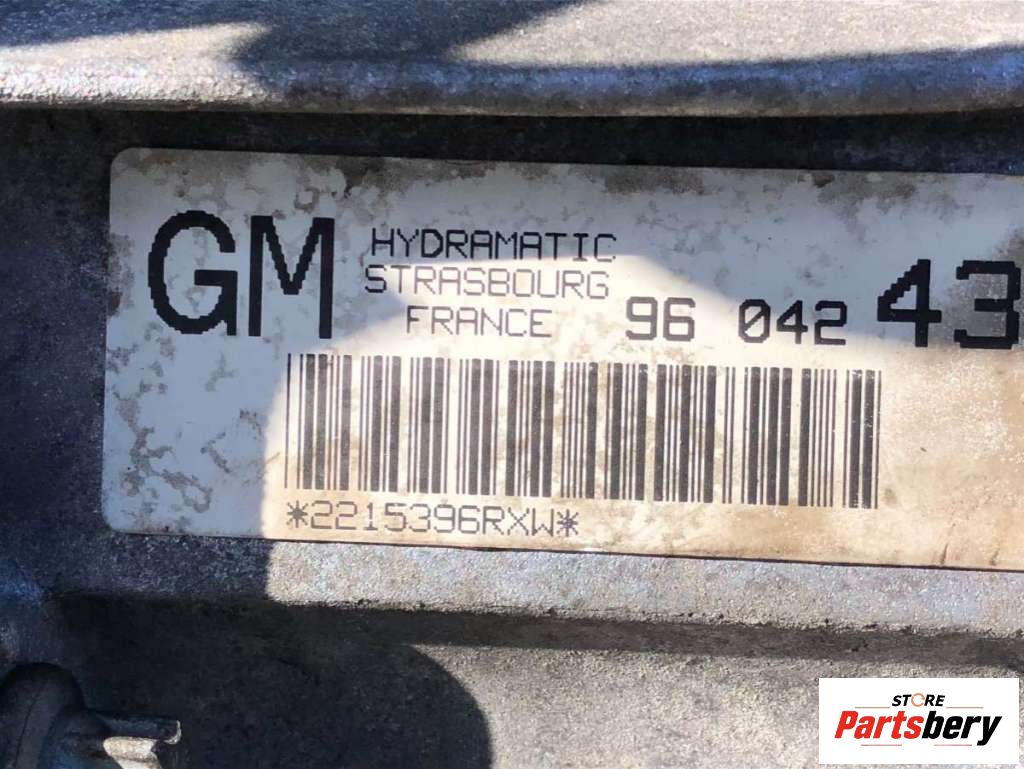 GM
HYDRAMATIC
STRASBOURG
FRANCE 96 042 43
*2215396RXW*
STORE
Partsbery